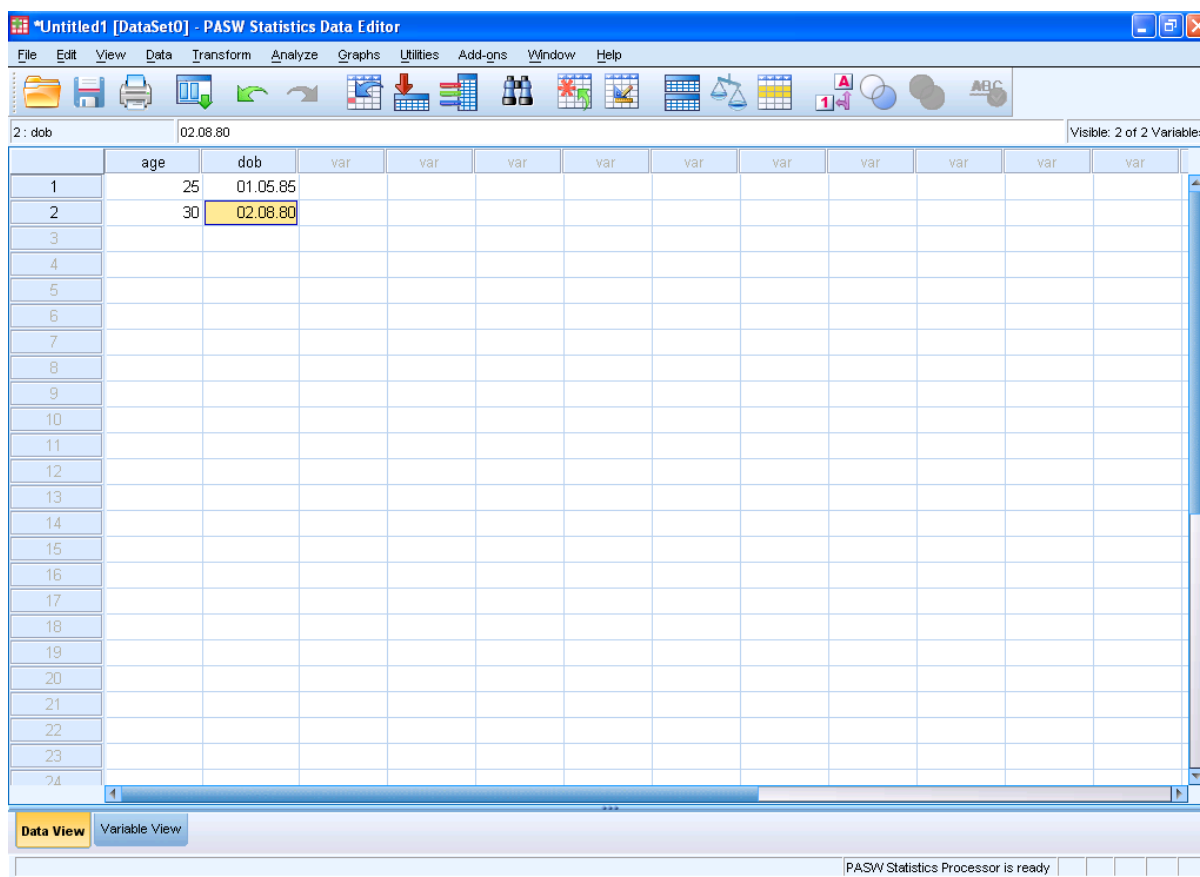 *Untitled1 [DataSet0] - PASW Statistics Data Editor
File Edit View Data Transform Analyze Graphs Utilities Add-ons Window Help
A
1
ABC
2 : dob 02.08.80 Visible: 2 of 2 Variable
age dob var var var var var var var var var var
1 25 01.05.85
2 30 02.08.80
3
4
5
6
7
8
9
10
11
12
13
14
15
16
17
18
19
20
21
22
23
24
Data View Variable View
PASW Statistics Processor is ready